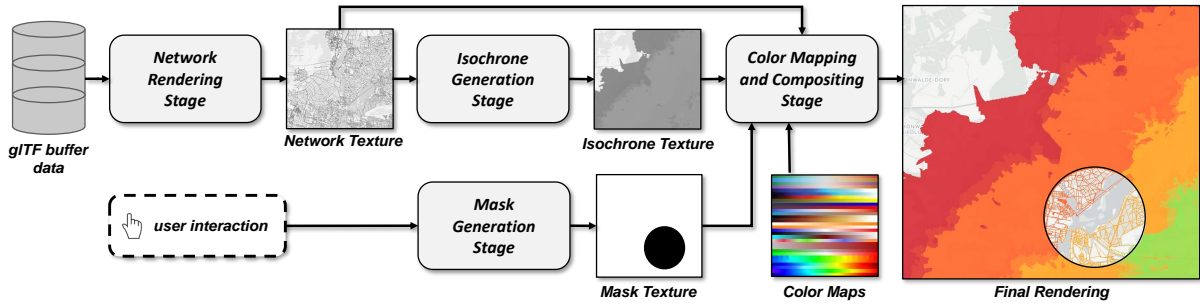 Network
Rendering
Stage
Isochrone
Generation
Stage
Color Mapping
and Compositing
Stage
glTF buffer
data
Network Texture
Isochrone Texture
user interaction
Mask
Generation
Stage
Mask Texture
Color Maps
Final Rendering